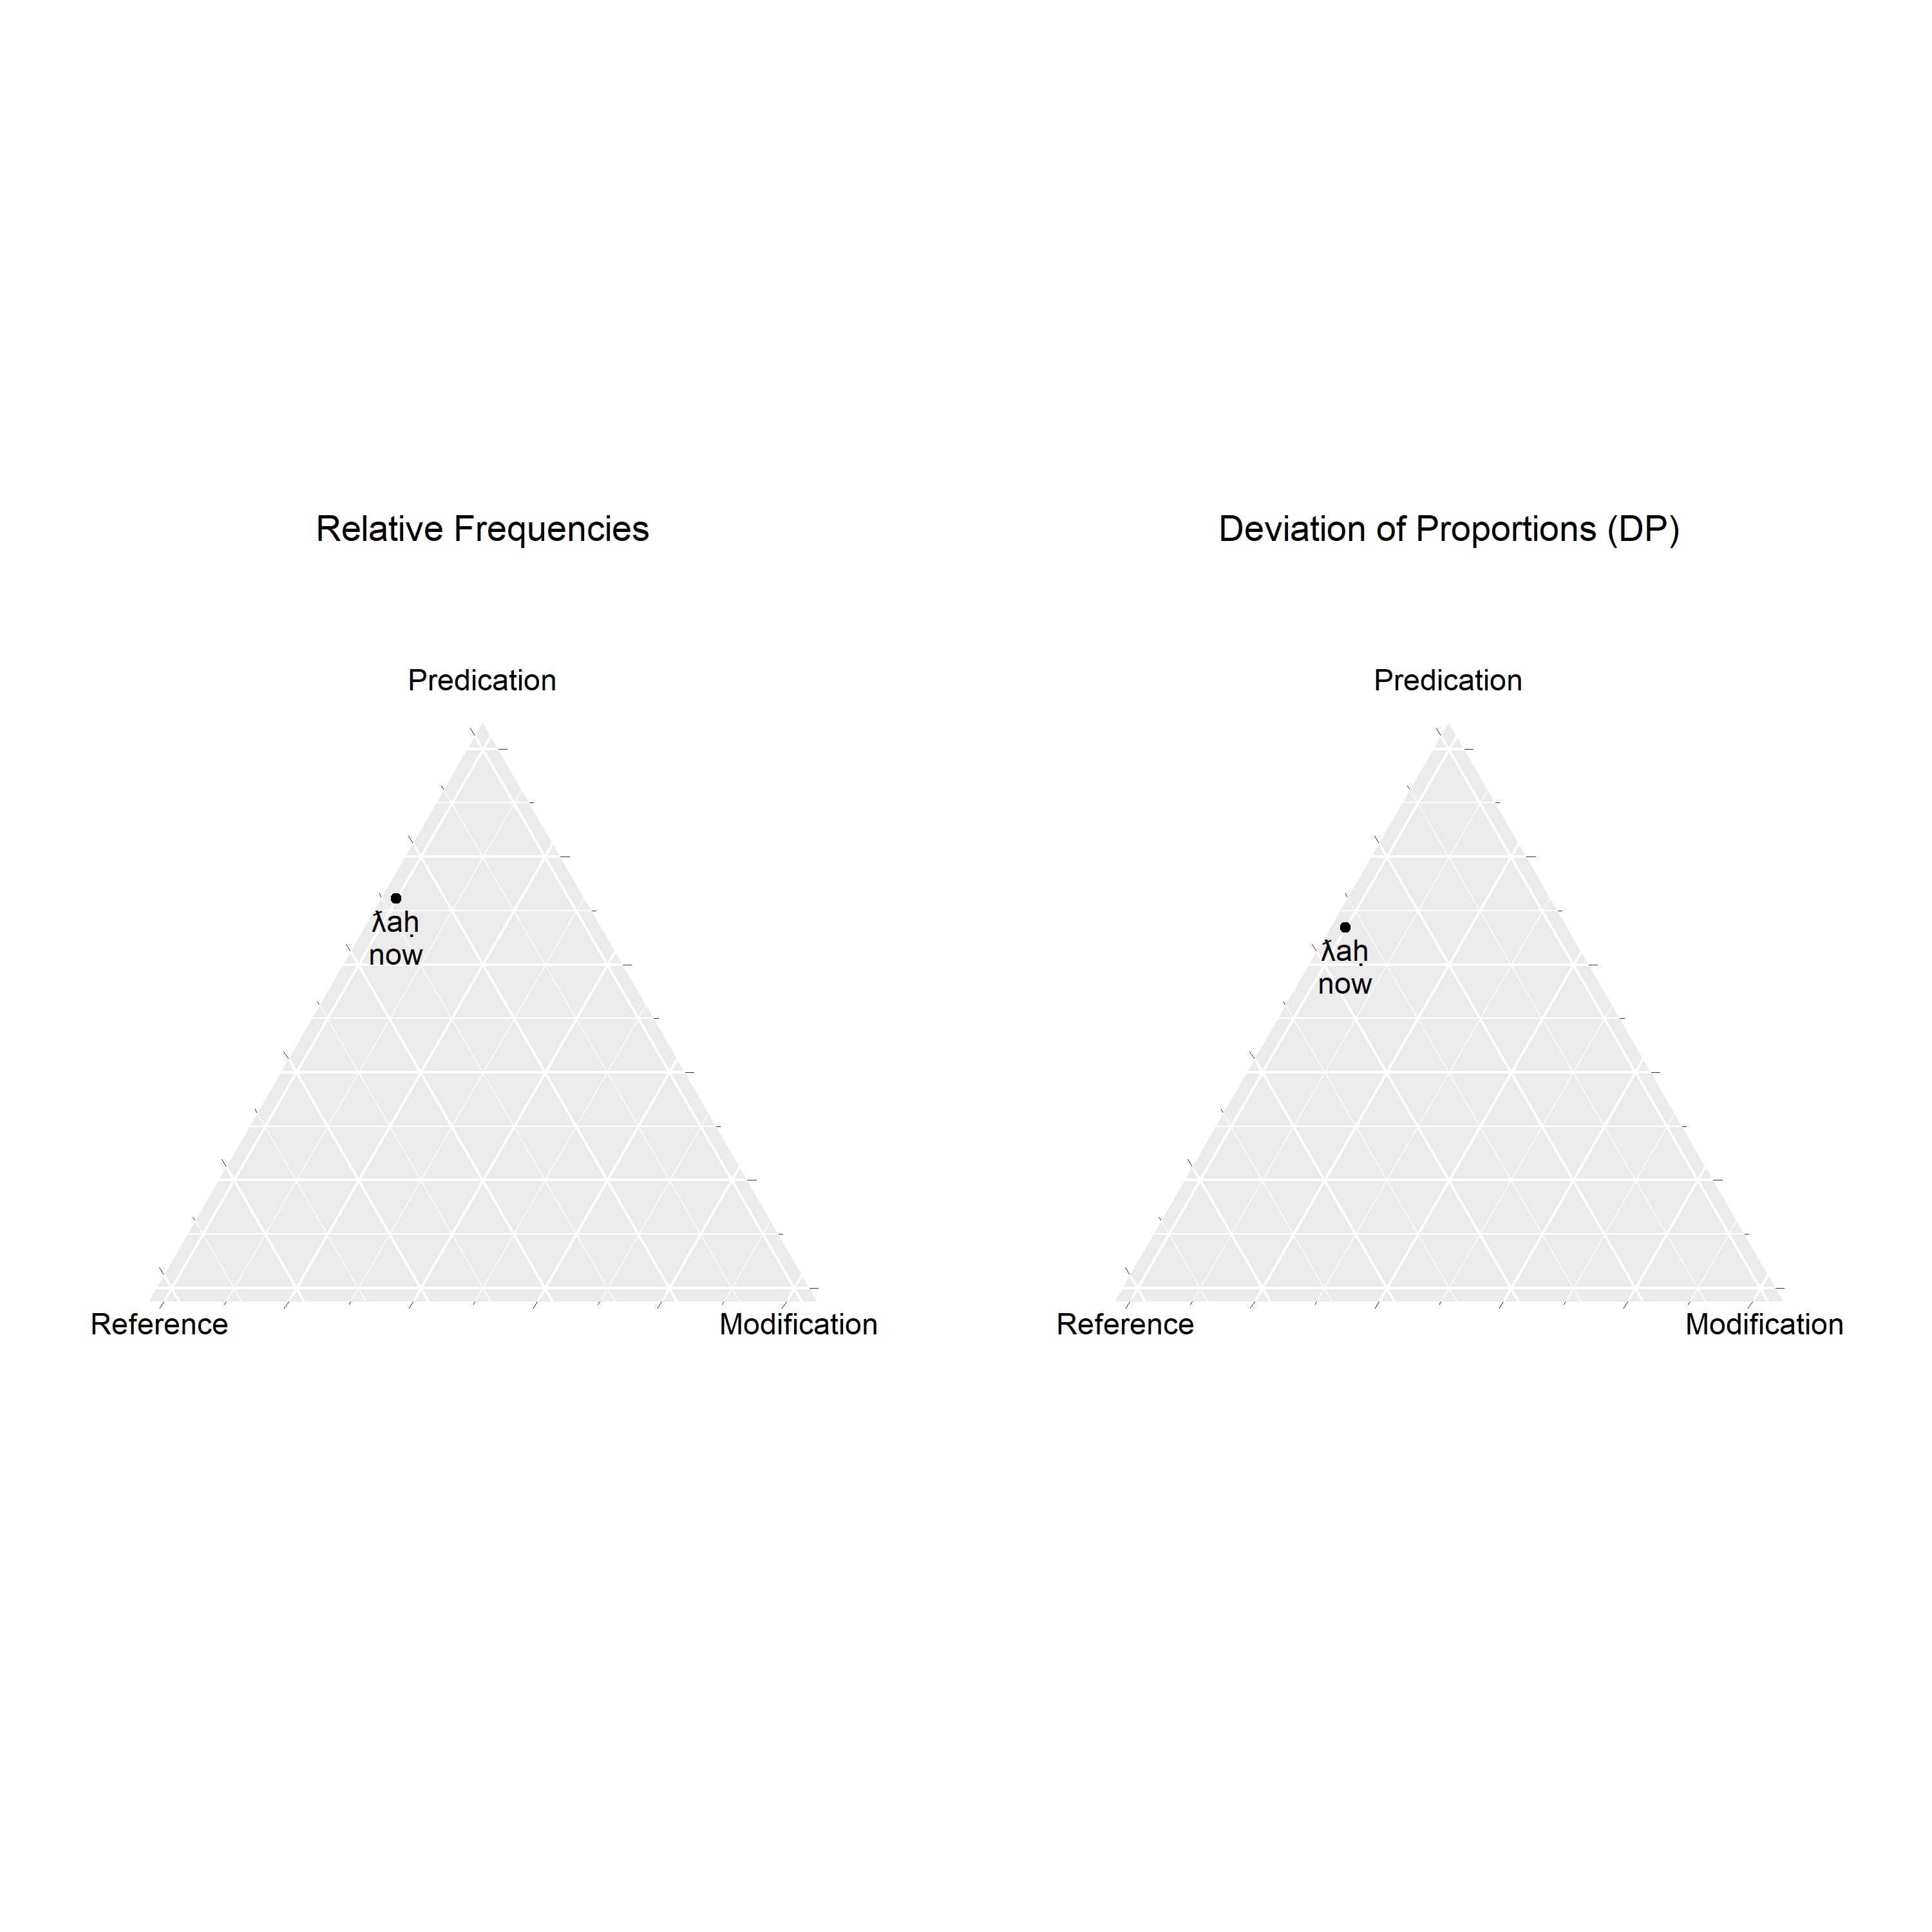 Relative Frequencies
Predication
ƛaḥ
now
Reference
Modification
Deviation of Proportions (DP)
Predication
ƛaḥ
now
Reference
Modification